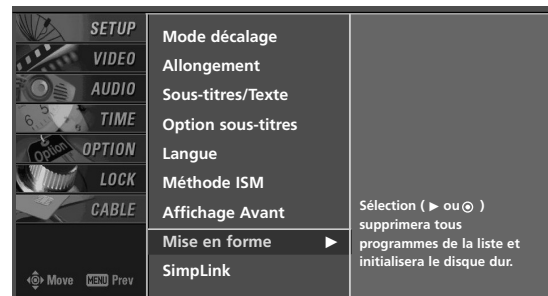 SETUP
VIDEO
AUDIO
TIME
OPTION
LOCK
CABLE
Move MENU Prev
Mode décalage
Allongement
Sous-titres/Texte
Option sous-titres
Langue
Méthode ISM
Affichage Avant
Mise en forme ►
SimpLink
Sélection ( ► ou ◉ )
supprimera tous
programmes de la liste et
initialisera le disque dur.
6
Option